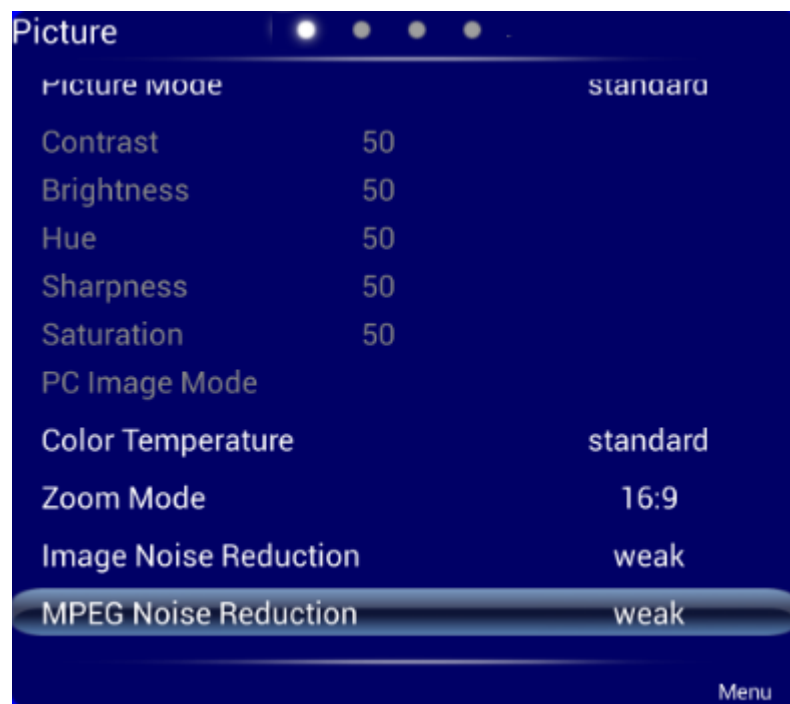 Picture
Picture Mode standard
Contrast 50
Brightness 50
Hue 50
Sharpness 50
Saturation 50
PC Image Mode
Color Temperature standard
Zoom Mode 16:9
Image Noise Reduction weak
MPEG Noise Reduction weak
Menu